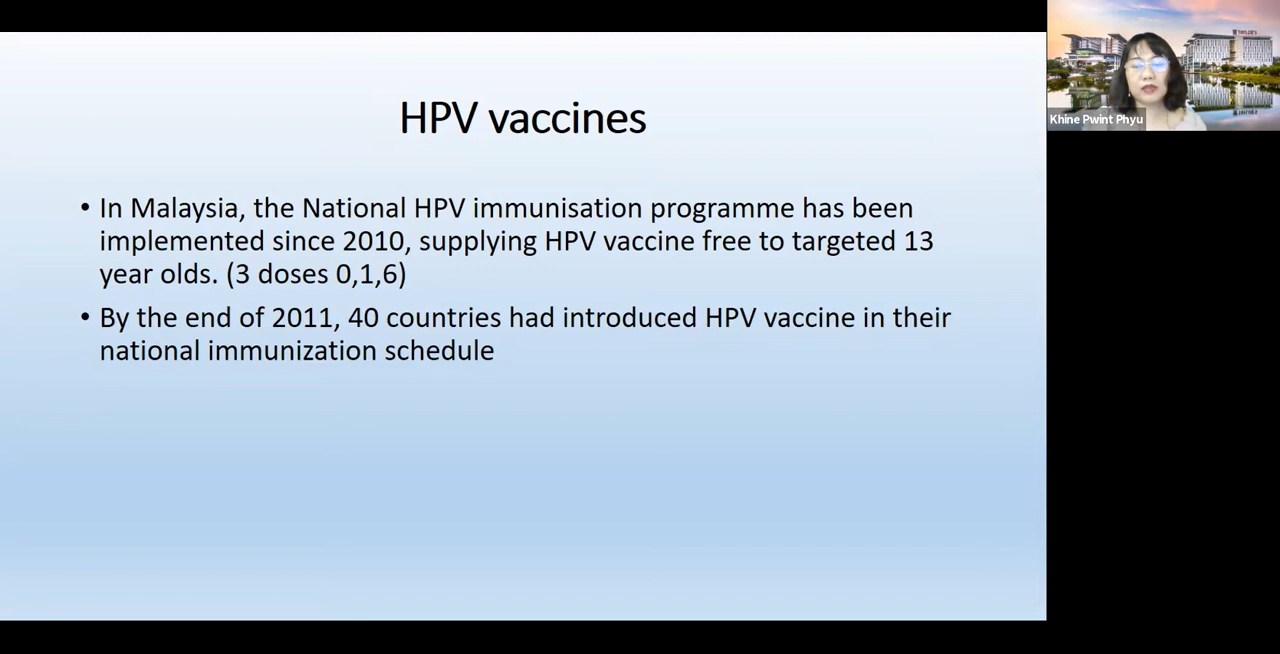 HPV vaccines
• In Malaysia, the National HPV immunisation programme has been
implemented since 2010, supplying HPV vaccine free to targeted 13
year olds. (3 doses 0,1,6)
• By the end of 2011, 40 countries had introduced HPV vaccine in their
national immunization schedule
Khine Pwint Phyu